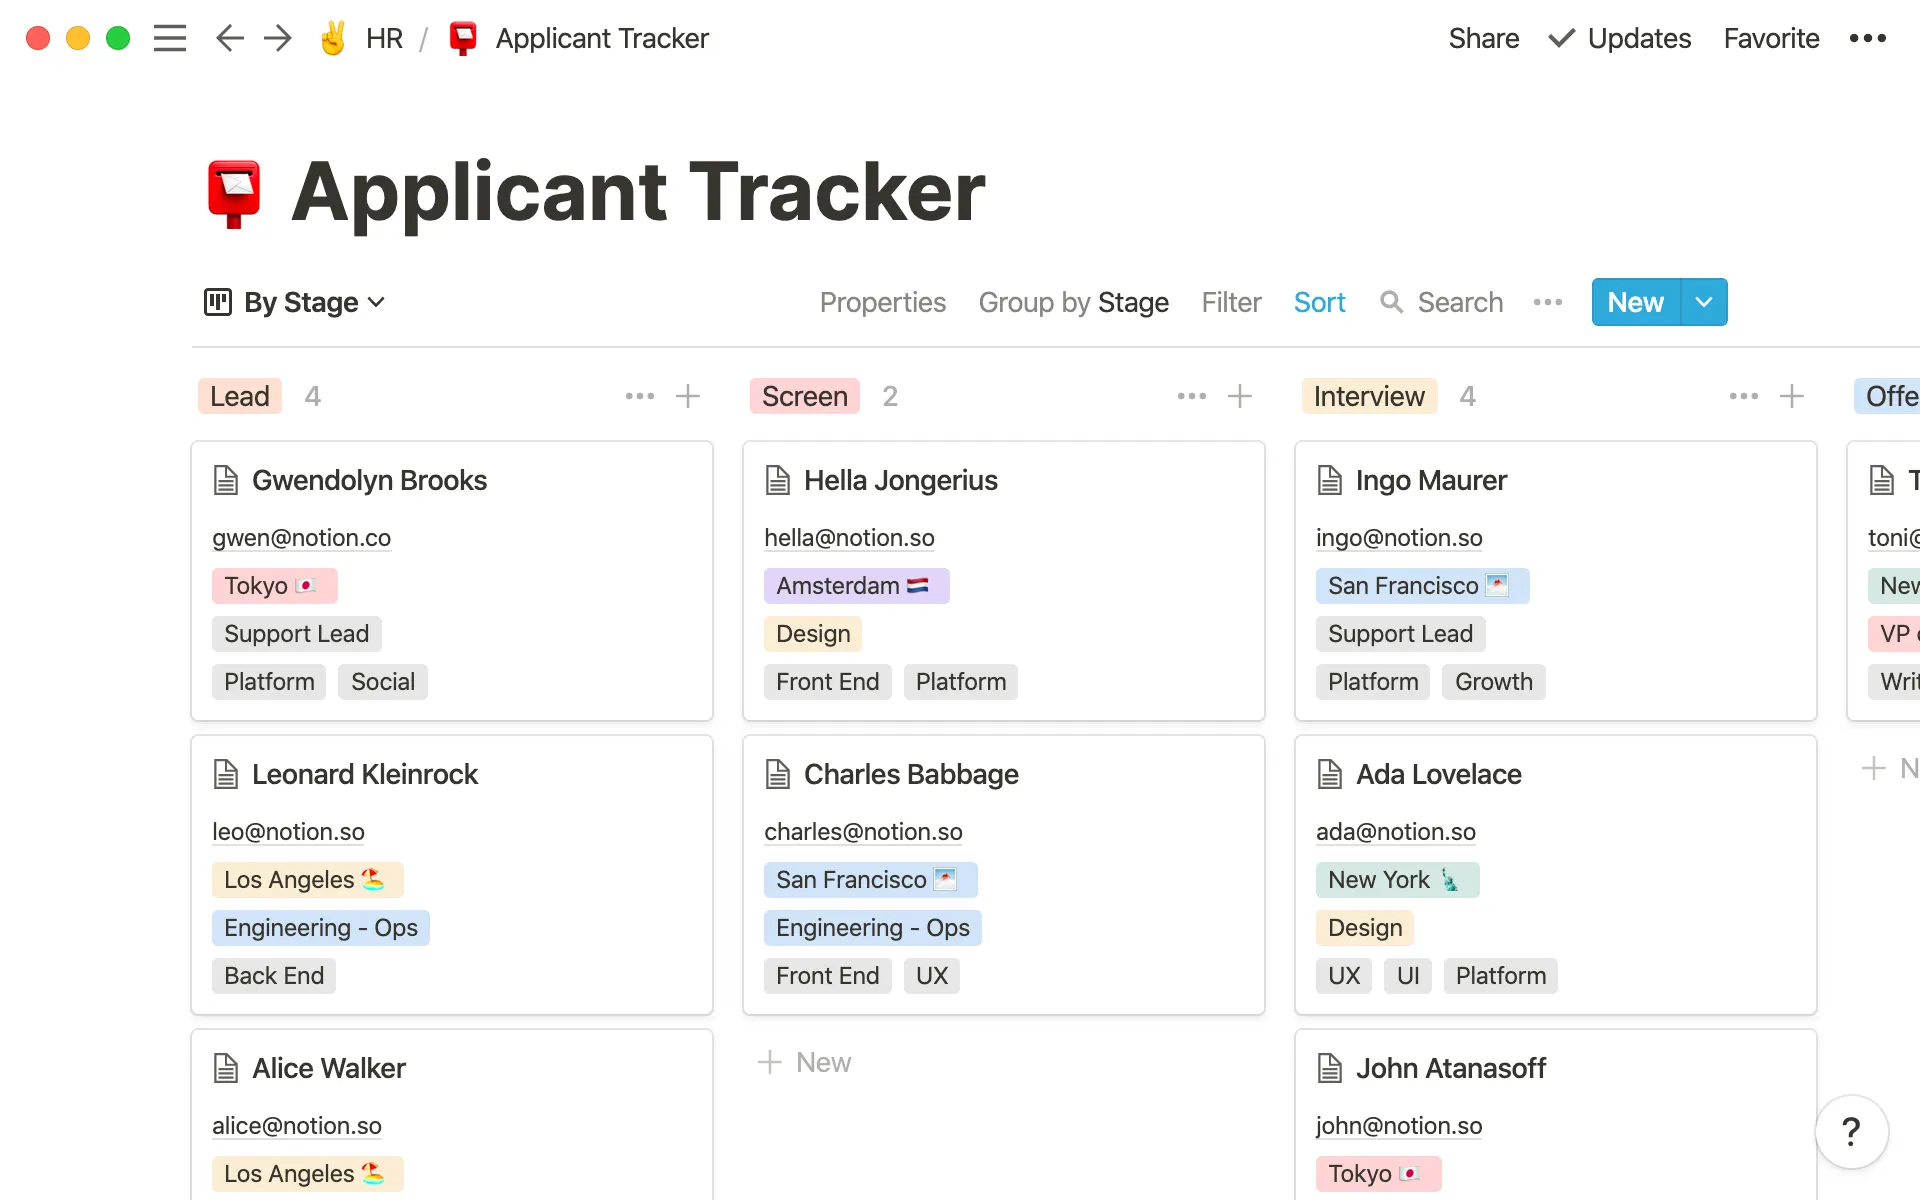 HR / Applicant Tracker
Share Updates Favorite
Applicant Tracker
By Stage
Properties Group by Stage Filter Sort Search New
Lead 4
Gwendolyn Brooks
gwen@notion.co
Tokyo
Support Lead
Platform Social
Leonard Kleinrock
leo@notion.so
Los Angeles
Engineering - Ops
Back End
Alice Walker
alice@notion.so
Los Angeles
Screen 2
Hella Jongerius
hella@notion.so
Amsterdam
Design
Front End Platform
Charles Babbage
charles@notion.so
San Francisco
Engineering - Ops
Front End UX
New
Interview 4
Ingo Maurer
ingo@notion.so
San Francisco
Support Lead
Platform Growth
Ada Lovelace
ada@notion.so
New York
Design
UX UI Platform
John Atanasoff
john@notion.so
Tokyo
Offe
T
toni@
New
VP
Writ
N
?